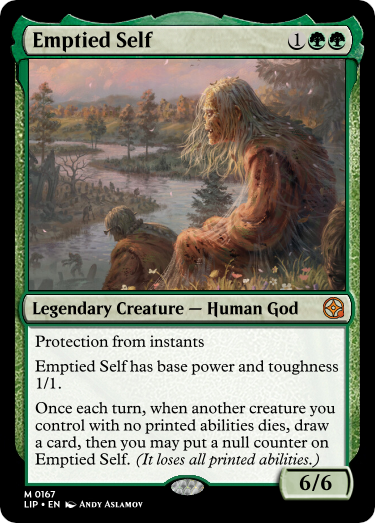 Emptied Self 1
Legendary Creature — Human God
Protection from instants
Emptied Self has base power and toughness
1/1.
Once each turn, when another creature you
control with no printed abilities dies, draw
a card, then you may put a null counter on
Emptied Self. (It loses all printed abilities.)
6/6
M 0167
LIP • EN Andy Aslamov